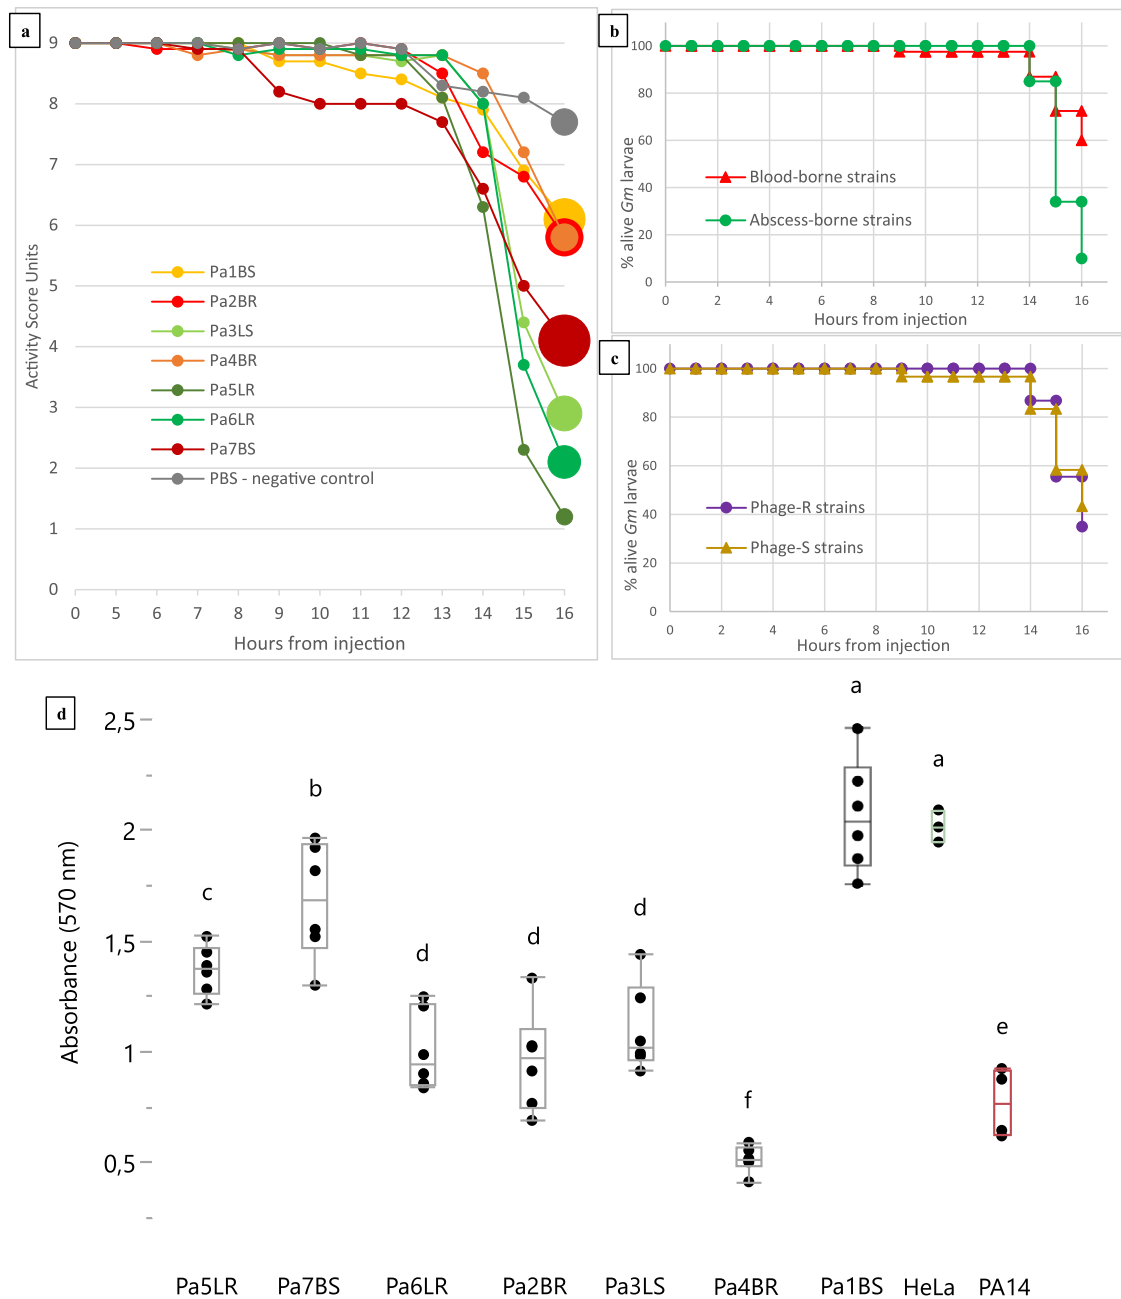 a
9
8
7
6
5
4
3
2
1
0
Activity Score Units
Pa1BS
Pa2BR
Pa3LS
Pa4BR
Pa5LR
Pa6LR
Pa7BS
PBS - negative control
0 5 6 7 8 9 10 11 12 13 14 15 16
Hours from injection
b
100
80
60
40
20
0
% alive Gm larvae
Blood-borne strains
Abscess-borne strains
0 2 4 6 8 10 12 14 16
Hours from injection
c
100
80
60
40
20
0
% alive Gm larvae
Phage-R strains
Phage-S strains
0 2 4 6 8 10 12 14 16
Hours from injection
d
2,5
2
1,5
1
0,5
Absorbance (570 nm)
c
b
d
d
d
f
a
a
e
Pa5LR Pa7BS Pa6LR Pa2BR Pa3LS Pa4BR Pa1BS HeLa PA14